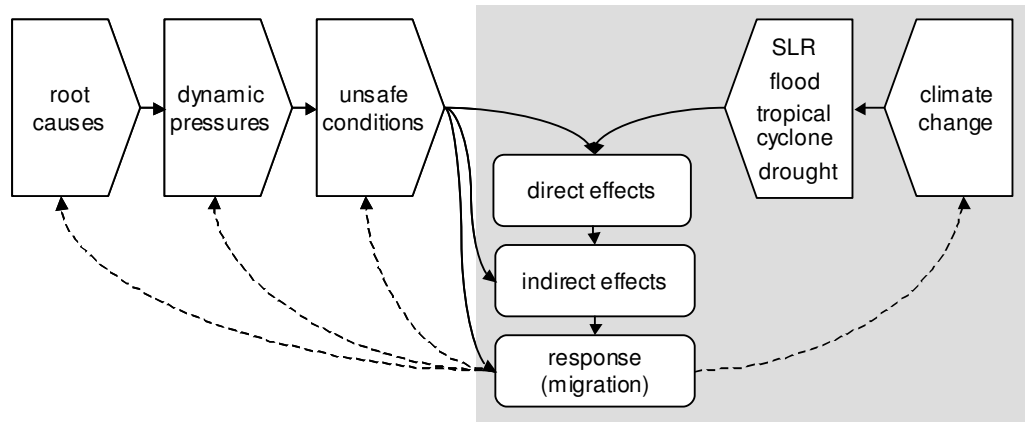 root
causes
dynamic
pressures
unsafe
conditions
SLR
flood
tropical
cyclone
drought
climate
change
direct effects
indirect effects
response
(migration)